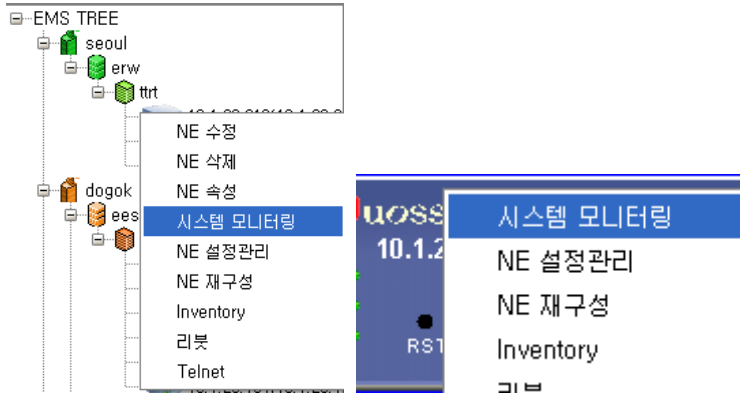 EMS TREE
seoul
erw
ttrt
NE 수정
NE 삭제
dogok
NE 속성
ees
시스템 모니터링
NE 설정관리
NE 재구성
Inventory
리붓
Telnet
uoss
10.1.2
RST
시스템 모니터링
NE 설정관리
NE 재구성
Inventory